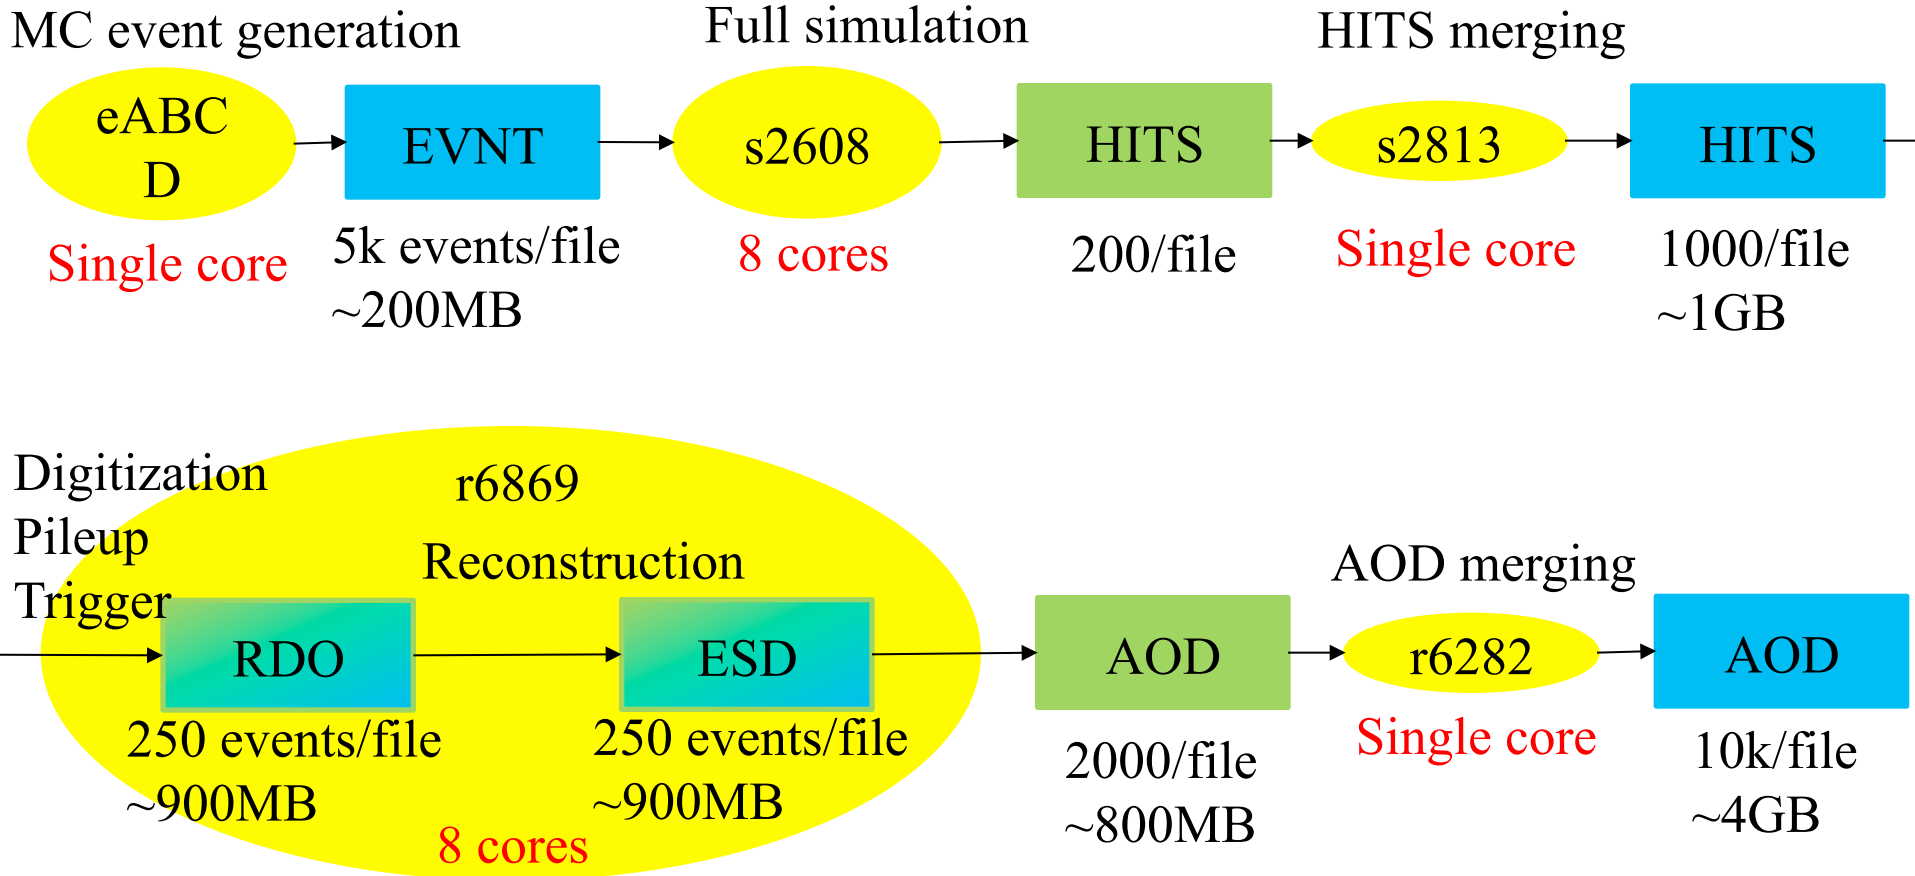 MC event generation
Full simulation
HITS merging
eABC
D
EVNT
s2608
HITS
s2813
HITS
Single core
5k events/file
~200MB
8 cores
200/file
Single core
1000/file
~1GB
Digitization
Pileup
Trigger
r6869
Reconstruction
RDO
250 events/file
~900MB
ESD
250 events/file
~900MB
8 cores
AOD
2000/file
~800MB
AOD merging
r6282
Single core
AOD
10k/file
~4GB